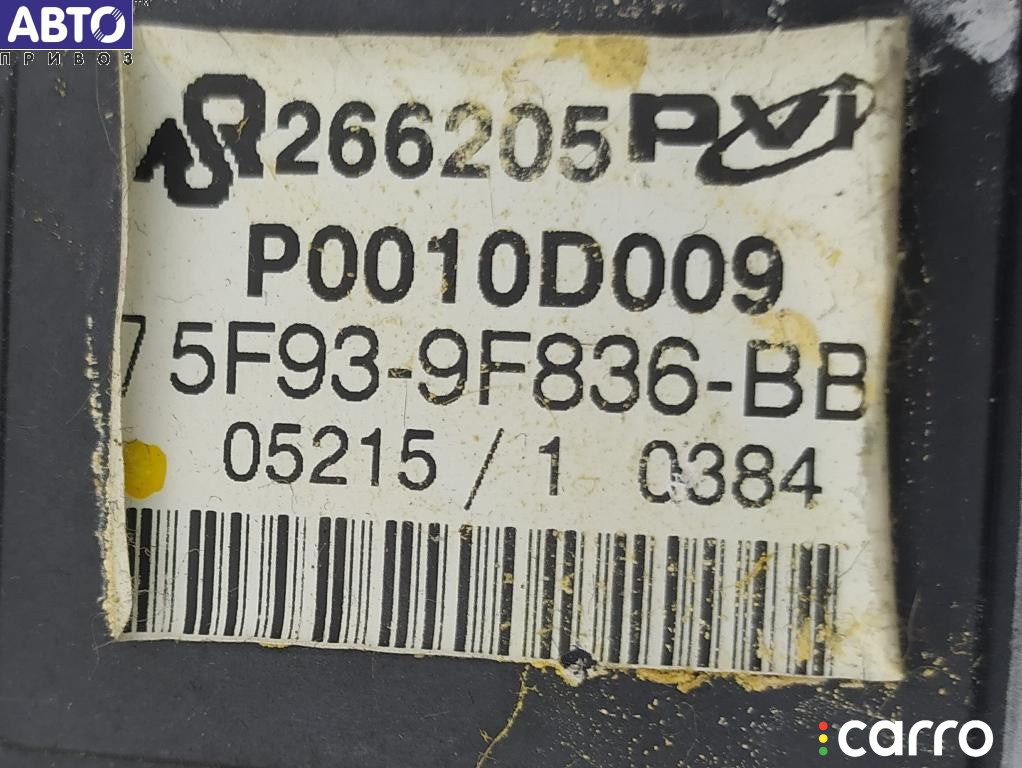 АВТО
ПРИВОЗ
266205 PVi
P0010D009
7 5F93-9F836-BB
05215 / 1 0384
carro